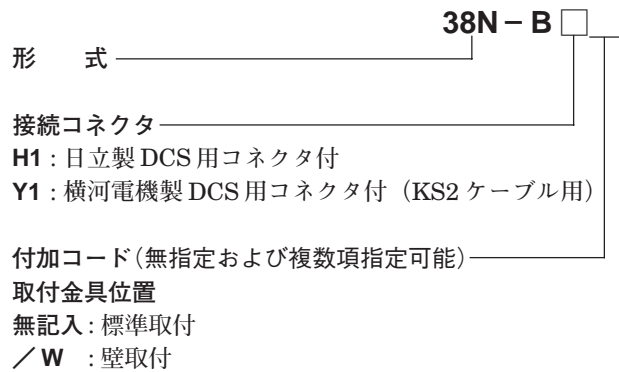 38N－B□
形　　式
接続コネクタ
H1：日立製 DCS 用コネクタ付
Y1：横河電機製 DCS 用コネクタ付（KS2 ケーブル用）
付加コード（無指定および複数項指定可能）
取付金具位置
無記入：標準取付
／W　：壁取付